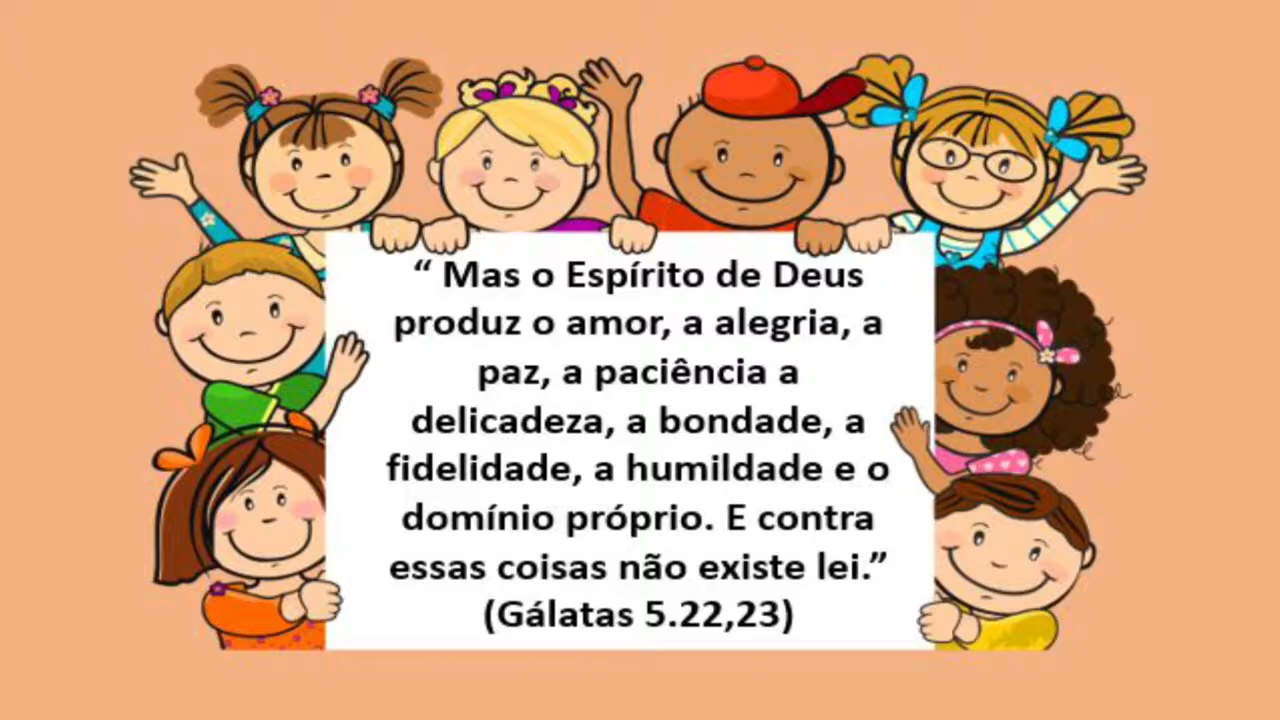 “ Mas o Espírito de Deus
produz o amor, a alegria, a
paz, a paciência a
delicadeza, a bondade, a
fidelidade, a humildade e o
domínio próprio. E contra
essas coisas não existe lei.”
(Gálatas 5.22,23)